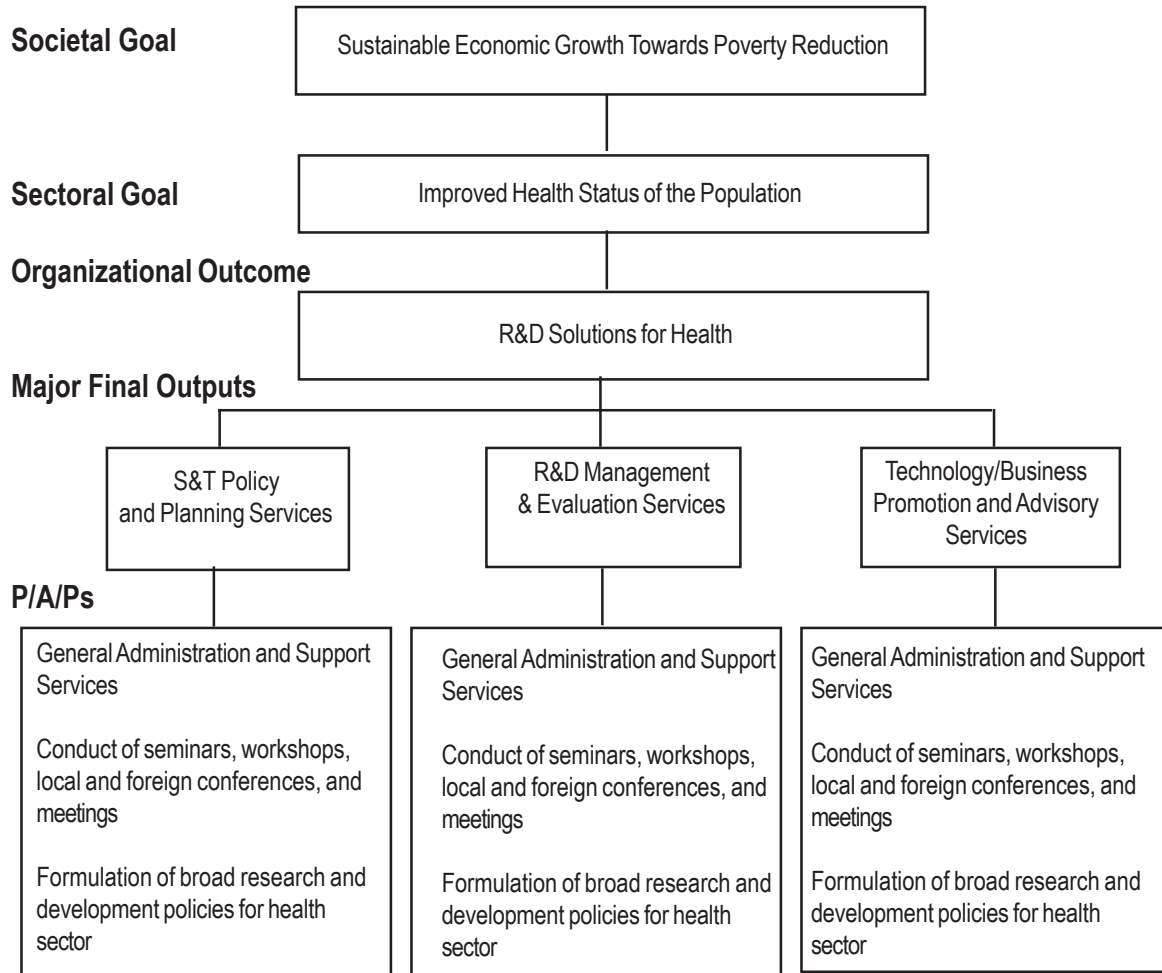 Societal Goal
Sustainable Economic Growth Towards Poverty Reduction
Sectoral Goal
Improved Health Status of the Population
Organizational Outcome
R&D Solutions for Health
Major Final Outputs
S&T Policy
and Planning Services
R&D Management
& Evaluation Services
Technology/Business
Promotion and Advisory
Services
P/A/Ps
General Administration and Support
Services
Conduct of seminars, workshops,
local and foreign conferences, and
meetings
Formulation of broad research and
development policies for health
sector
General Administration and Support
Services
Conduct of seminars, workshops,
local and foreign conferences, and
meetings
Formulation of broad research and
development policies for health
sector
General Administration and Support
Services
Conduct of seminars, workshops,
local and foreign conferences, and
meetings
Formulation of broad research and
development policies for health
sector